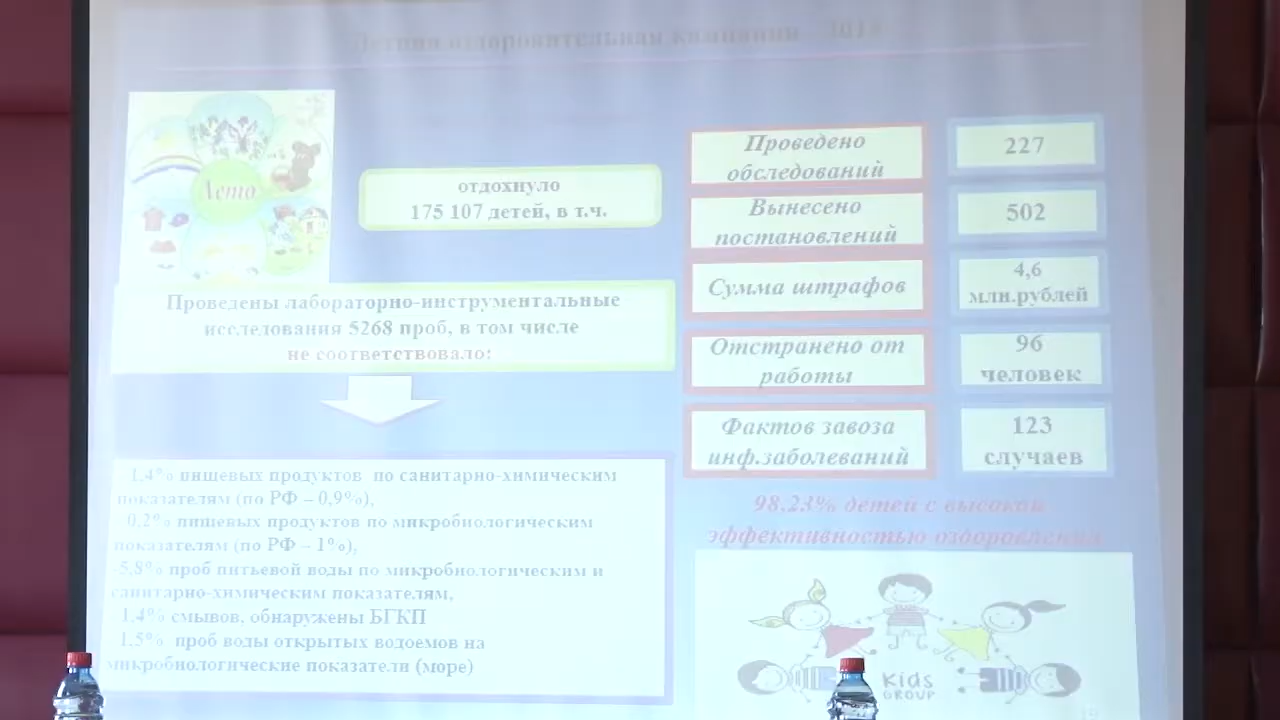 Летняя оздоровительная кампания - 2018
Лето
отдохнуло
175 107 детей, в т.ч.
Проведены лабораторно-инструментальные
исследования 5268 проб, в том числе
не соответствовало:
1,4% пищевых продуктов по санитарно-химическим
показателям (по РФ – 0,9%),
0,2% пищевых продуктов по микробиологическим
показателям (по РФ – 1%),
-5,8% проб питьевой воды по микробиологическим и
санитарно-химическим показателям,
1,4% смывов, обнаружены БГКП
1,5% проб воды открытых водоемов на
микробиологические показатели (море)
Проведено
обследований
227
Вынесено
постановлений
502
Сумма штрафов
4,6
млн.рублей
Отстранено от
работы
96
человек
Фактов завоза
инф.заболеваний
123
случаев
98,23% детей с высокой
эффективностью оздоровления
Kids
GROUP